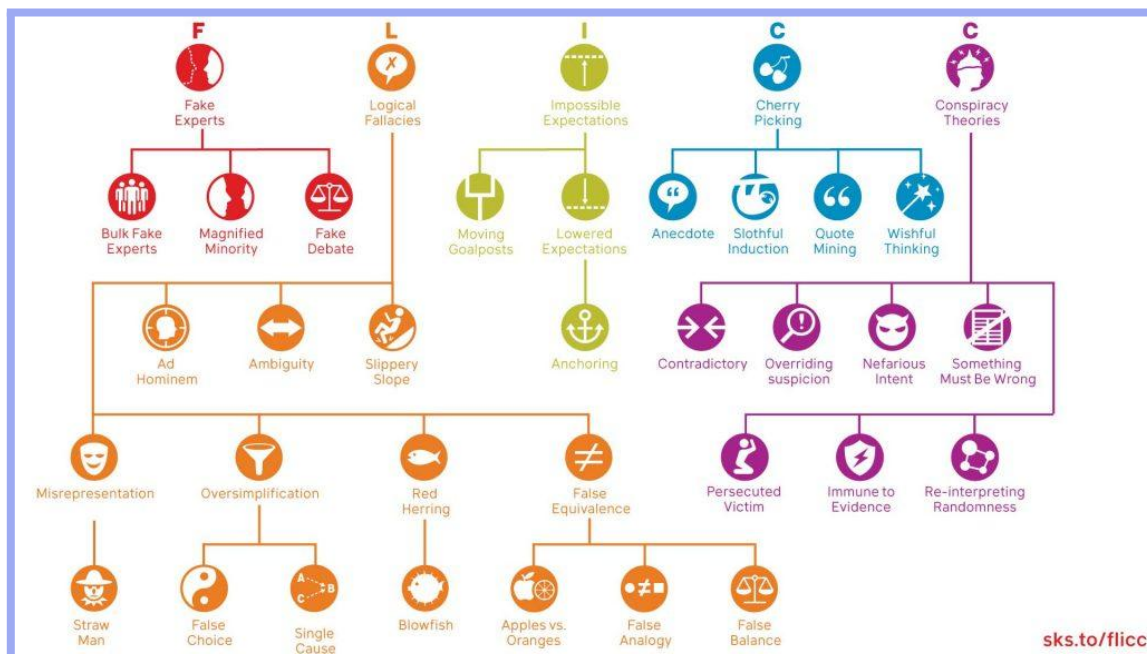 F
L
I
C
C
Fake
Experts
Logical
Fallacies
Impossible
Expectations
Cherry
Picking
Conspiracy
Theories
Bulk Fake
Experts
Magnified
Minority
Fake
Debate
Moving
Goalposts
Lowered
Expectations
Anecdote
Slothful
Induction
Quote
Mining
Wishful
Thinking
Ad
Hominem
Ambiguity
Slippery
Slope
Anchoring
Contradictory
Overriding
suspicion
Nefarious
Intent
Something
Must Be Wrong
Misrepresentation
Oversimplification
Red
Herring
False
Equivalence
Persecuted
Victim
Immune to
Evidence
Re-interpreting
Randomness
A
B
C
Straw
Man
False
Choice
Single
Cause
Blowfish
Apples vs.
Oranges
False
Analogy
False
Balance
sks.to/flicc